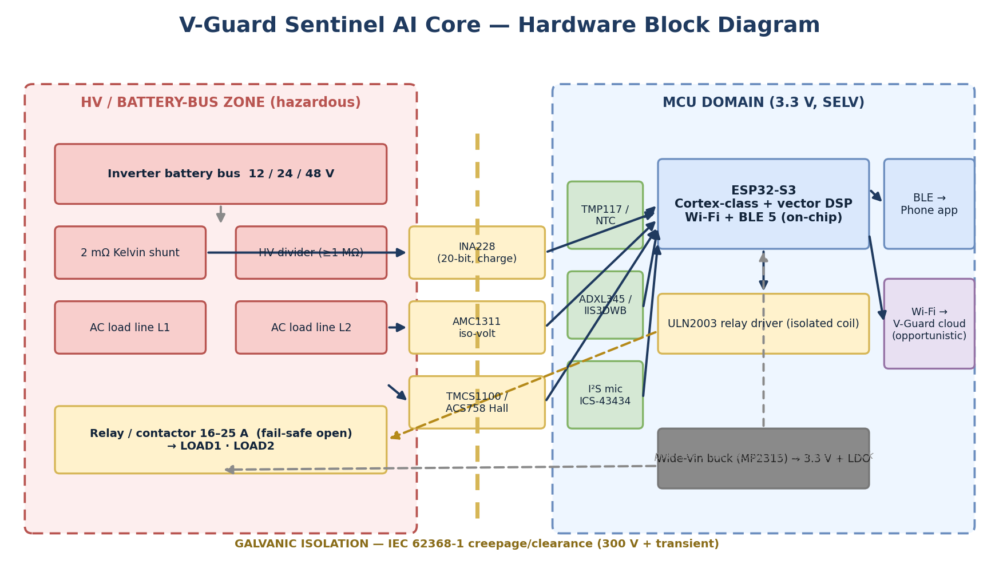 V-Guard Sentinel AI Core — Hardware Block Diagram
HV / BATTERY-BUS ZONE (hazardous)
MCU DOMAIN (3.3 V, SELV)
Inverter battery bus  12 / 24 / 48 V
2 mΩ Kelvin shunt
HV divider (≥1 MΩ)
AC load line L1
AC load line L2
Relay / contactor 16–25 A  (fail-safe open)
→ LOAD1 · LOAD2
INA228
(20-bit, charge)
AMC1311
iso-volt
TMCS1100 /
ACS758 Hall
TMP117 /
NTC
ADXL345 /
IIS3DWB
I²S mic
ICS-43434
ESP32-S3
Cortex-class + vector DSP
Wi-Fi + BLE 5 (on-chip)
ULN2003 relay driver (isolated coil)
Wide-Vin buck (MP2315) → 3.3 V + LDO
BLE →
Phone app
Wi-Fi →
V-Guard cloud
(opportunistic)
GALVANIC ISOLATION — IEC 62368-1 creepage/clearance (300 V + transient)